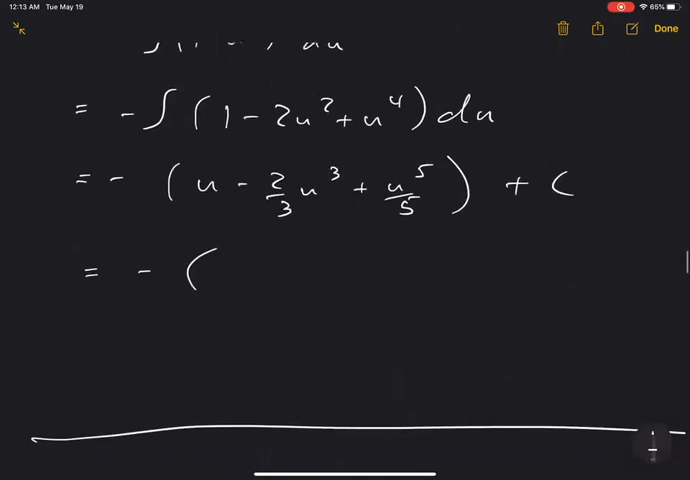 12:13 AM Tue May 19 65%
Done
= -∫ (1 - 2u² + u⁴) du
= - (u - 2/3 u³ + u⁵/5) + C
= - (